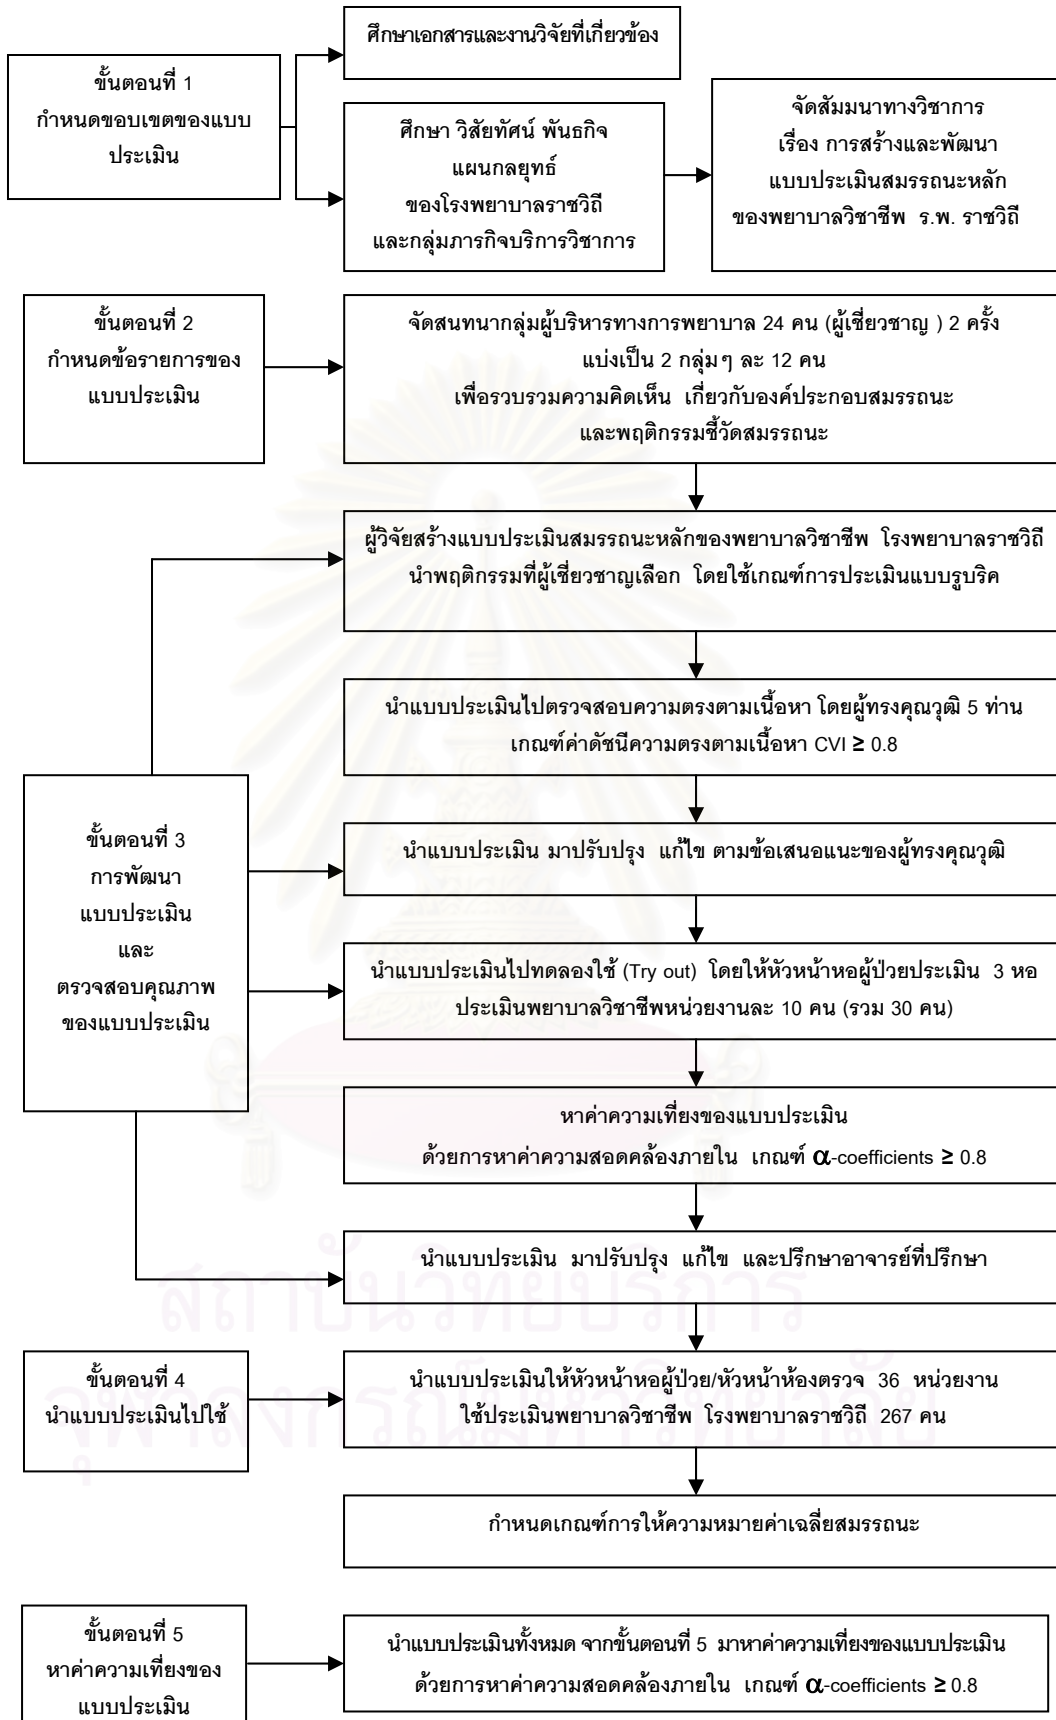 ขั้นตอนที่ 1
กำหนดขอบเขตของแบบ
ประเมิน
ศึกษาเอกสารและงานวิจัยที่เกี่ยวข้อง
ศึกษา วิสัยทัศน์ พันธกิจ
แผนกลยุทธ์
ของโรงพยาบาลราชวิถี
และกลุ่มภารกิจบริการวิชาการ
จัดสัมมนาทางวิชาการ
เรื่อง การสร้างและพัฒนา
แบบประเมินสมรรถนะหลัก
ของพยาบาลวิชาชีพ ร.พ. ราชวิถี
ขั้นตอนที่ 2
กำหนดข้อรายการของ
แบบประเมิน
จัดสนทนากลุ่มผู้บริหารทางการพยาบาล 24 คน (ผู้เชี่ยวชาญ ) 2 ครั้ง
แบ่งเป็น 2 กลุ่มๆ ละ 12 คน
เพื่อรวบรวมความคิดเห็น เกี่ยวกับองค์ประกอบสมรรถนะ
และพฤติกรรมชี้วัดสมรรถนะ
ผู้วิจัยสร้างแบบประเมินสมรรถนะหลักของพยาบาลวิชาชีพ โรงพยาบาลราชวิถี
นำพฤติกรรมที่ผู้เชี่ยวชาญเลือก โดยใช้เกณฑ์การประเมินแบบรูบริค
นำแบบประเมินไปตรวจสอบความตรงตามเนื้อหา โดยผู้ทรงคุณวุฒิ 5 ท่าน
เกณฑ์ค่าดัชนีความตรงตามเนื้อหา CVI ≥ 0.8
ขั้นตอนที่ 3
การพัฒนา
แบบประเมิน
และ
ตรวจสอบคุณภาพ
ของแบบประเมิน
นำแบบประเมิน มาปรับปรุง แก้ไข ตามข้อเสนอแนะของผู้ทรงคุณวุฒิ
นำแบบประเมินไปทดลองใช้ (Try out) โดยให้หัวหน้าหอผู้ป่วยประเมิน 3 หอ
ประเมินพยาบาลวิชาชีพหน่วยงานละ 10 คน (รวม 30 คน)
หาค่าความเที่ยงของแบบประเมิน
ด้วยการหาค่าความสอดคล้องภายใน เกณฑ์ α-coefficients ≥ 0.8
นำแบบประเมิน มาปรับปรุง แก้ไข และปรึกษาอาจารย์ที่ปรึกษา
สถาบันวิทยบริการ
จุฬาลงกรณ์มหาวิทยาลัย
ขั้นตอนที่ 4
นำแบบประเมินไปใช้
นำแบบประเมินให้หัวหน้าหอผู้ป่วย/หัวหน้าห้องตรวจ 36 หน่วยงาน
ใช้ประเมินพยาบาลวิชาชีพ โรงพยาบาลราชวิถี 267 คน
กำหนดเกณฑ์การให้ความหมายค่าเฉลี่ยสมรรถนะ
ขั้นตอนที่ 5
หาค่าความเที่ยงของ
แบบประเมิน
นำแบบประเมินทั้งหมด จากขั้นตอนที่ 5 มาหาค่าความเที่ยงของแบบประเมิน
ด้วยการหาค่าความสอดคล้องภายใน เกณฑ์ α-coefficients ≥ 0.8